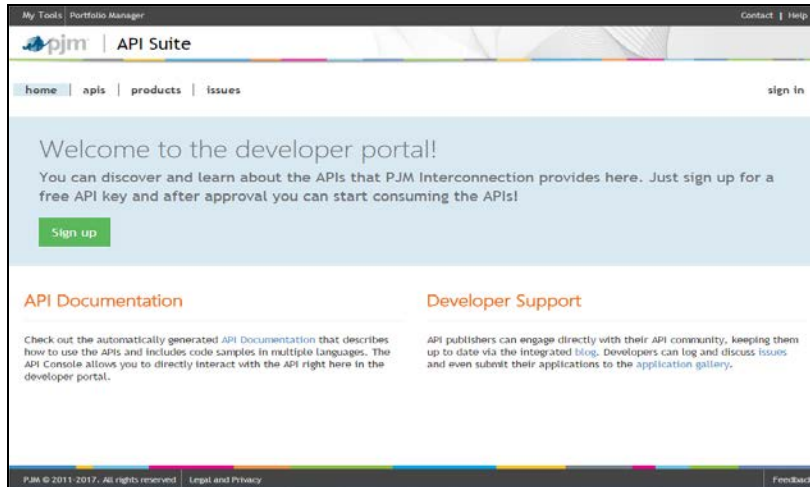 My Tools | Portfolio Manager
Contact | Help
pjm | API Suite
home | apis | products | issues
sign in
Welcome to the developer portal!
You can discover and learn about the APIs that PJM Interconnection provides here. Just sign up for a
free API key and after approval you can start consuming the APIs!
Sign up
API Documentation
Check out the automatically generated API Documentation that describes
how to use the APIs and includes code samples in multiple languages. The
API Console allows you to directly interact with the API right here in the
developer portal.
Developer Support
API publishers can engage directly with their API community, keeping them
up to date via the integrated blog. Developers can log and discuss issues
and even submit their applications to the application gallery.
PJM © 2011-2017. All rights reserved | Legal and Privacy
Feedback